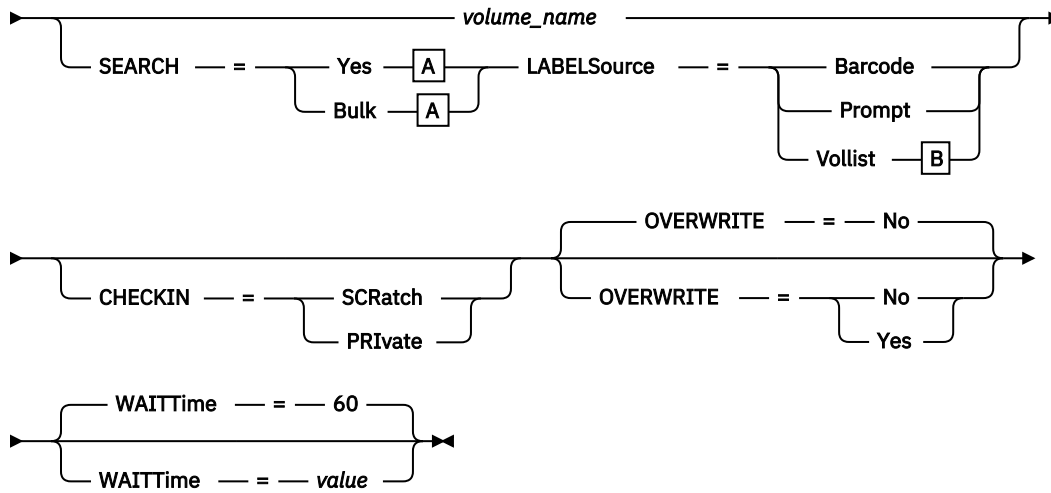 volume_name
SEARCH = Yes A LABELSource = Barcode
Bulk A Prompt
Vollist B
OVERWRITE = No
CHECKIN = SCRatch OVERWRITE = No
PRIvate Yes
WAITTime = 60
WAITTime = value